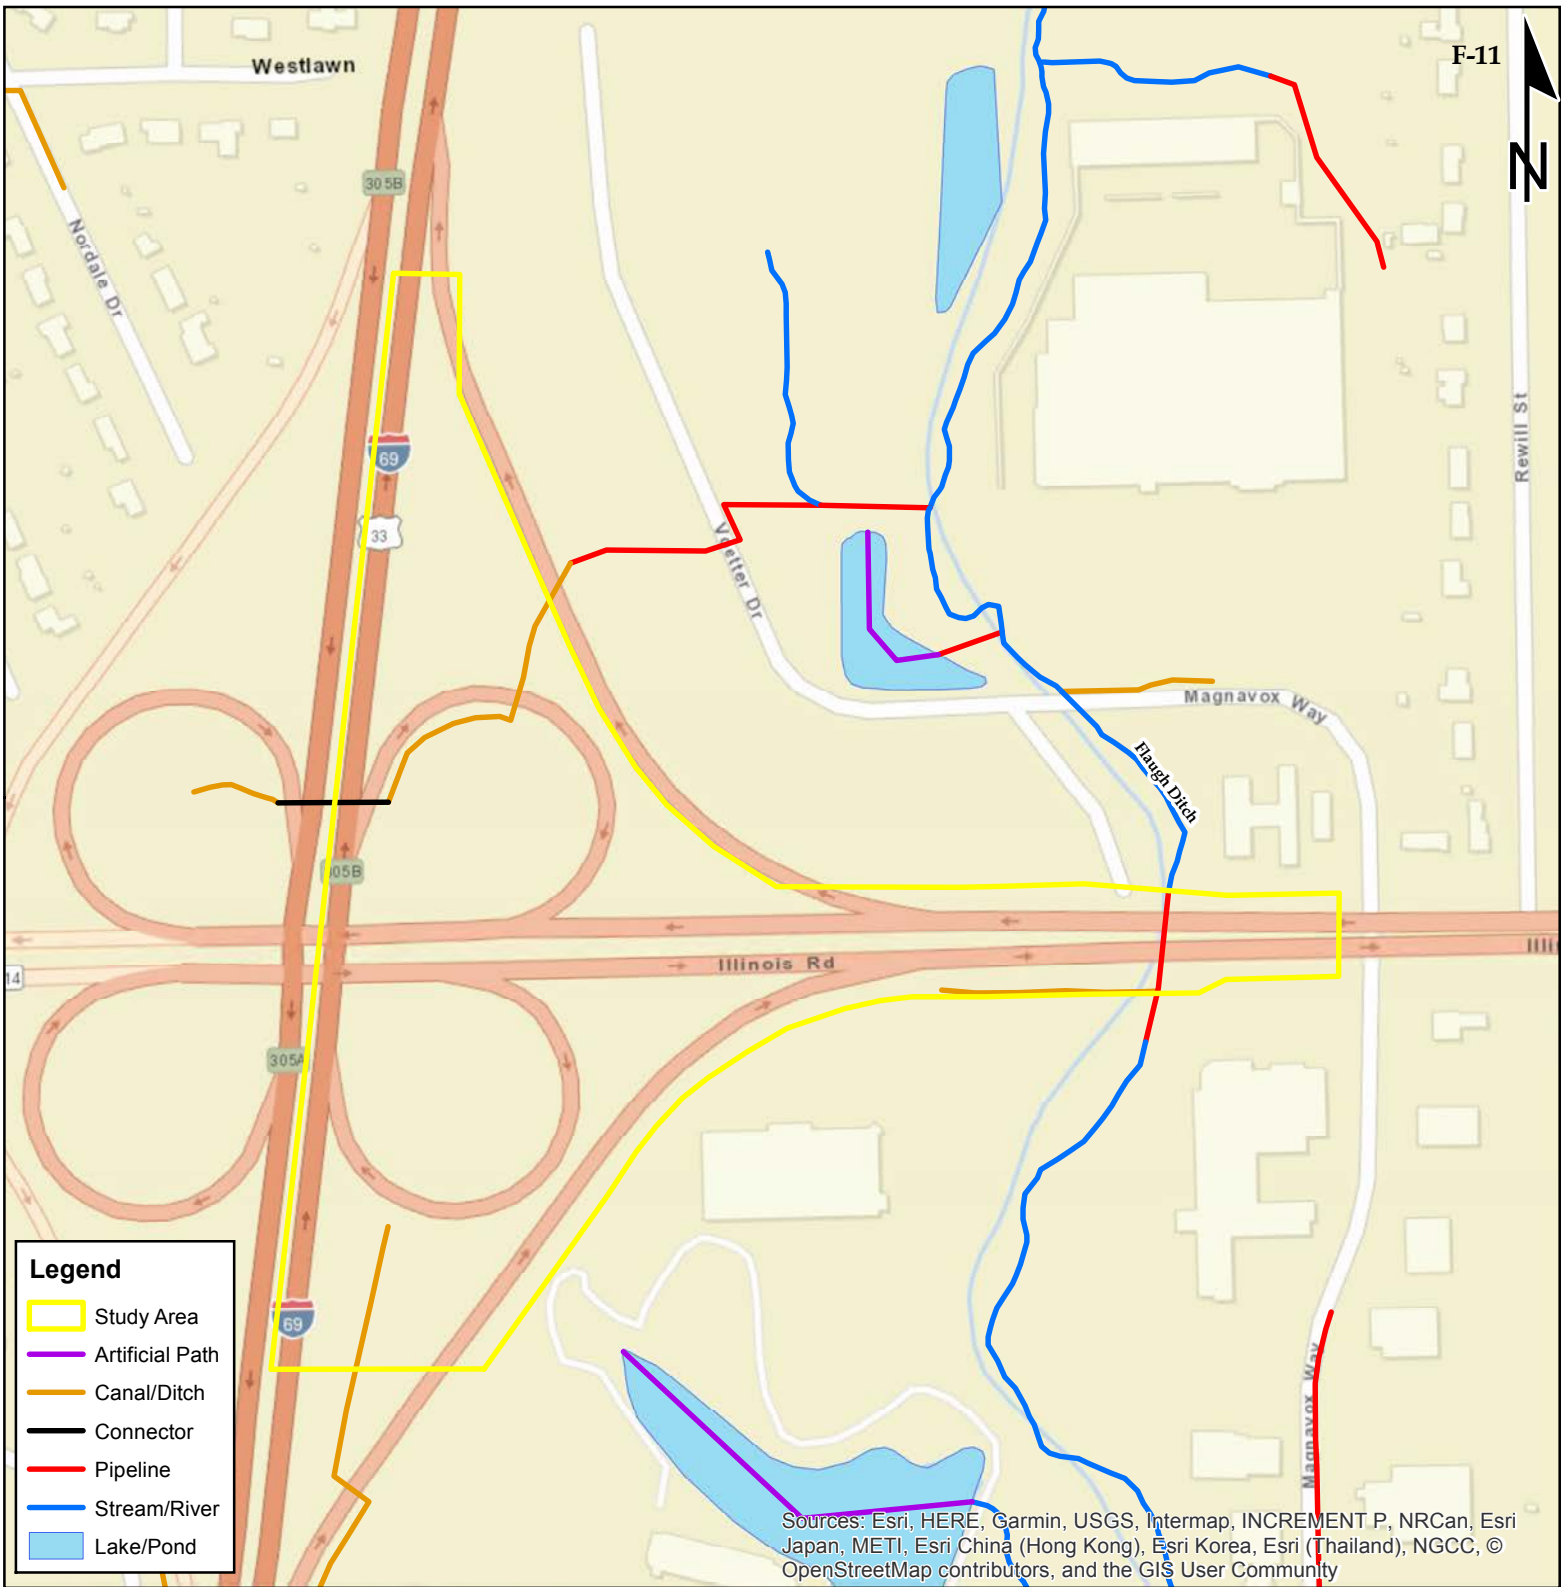 F-11
N
Westlawn
305B
Nordale Dr
69
33
Voetter Dr
Rewill St
Magnavox Way
Flaugh Ditch
305B
Illinois Rd
14
305A
69
Magnavox Way
Legend
Study Area
Artificial Path
Canal/Ditch
Connector
Pipeline
Stream/River
Lake/Pond
Sources: Esri, HERE, Garmin, USGS, Intermap, INCREMENT P, NRCan, Esri
Japan, METI, Esri China (Hong Kong), Esri Korea, Esri (Thailand), NGCC, ©
OpenStreetMap contributors, and the GIS User Community